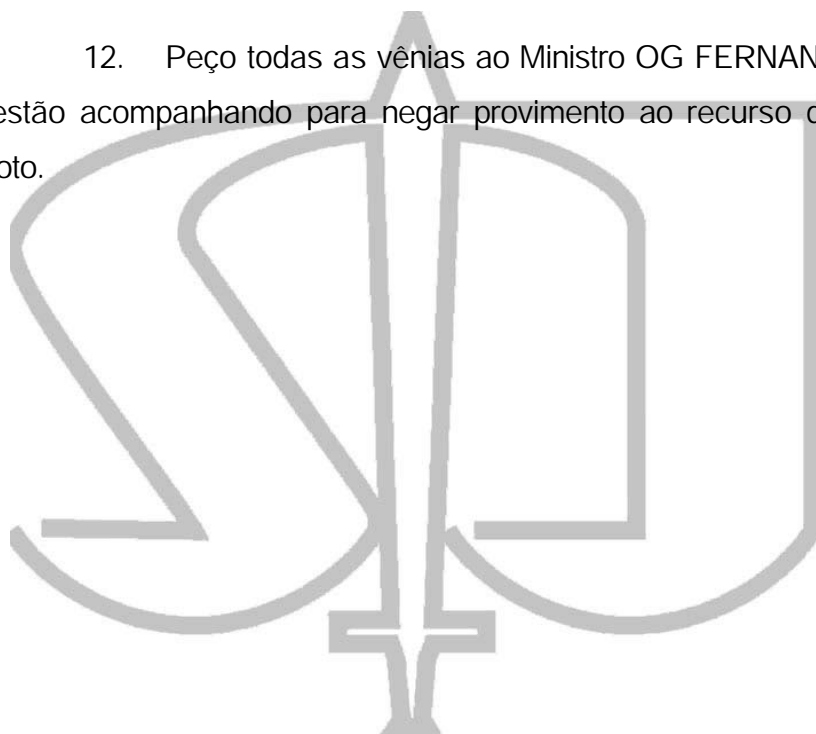 12. Peço todas as vênias ao Ministro OG FERNAN
estão acompanhando para negar provimento ao recurso
oto.